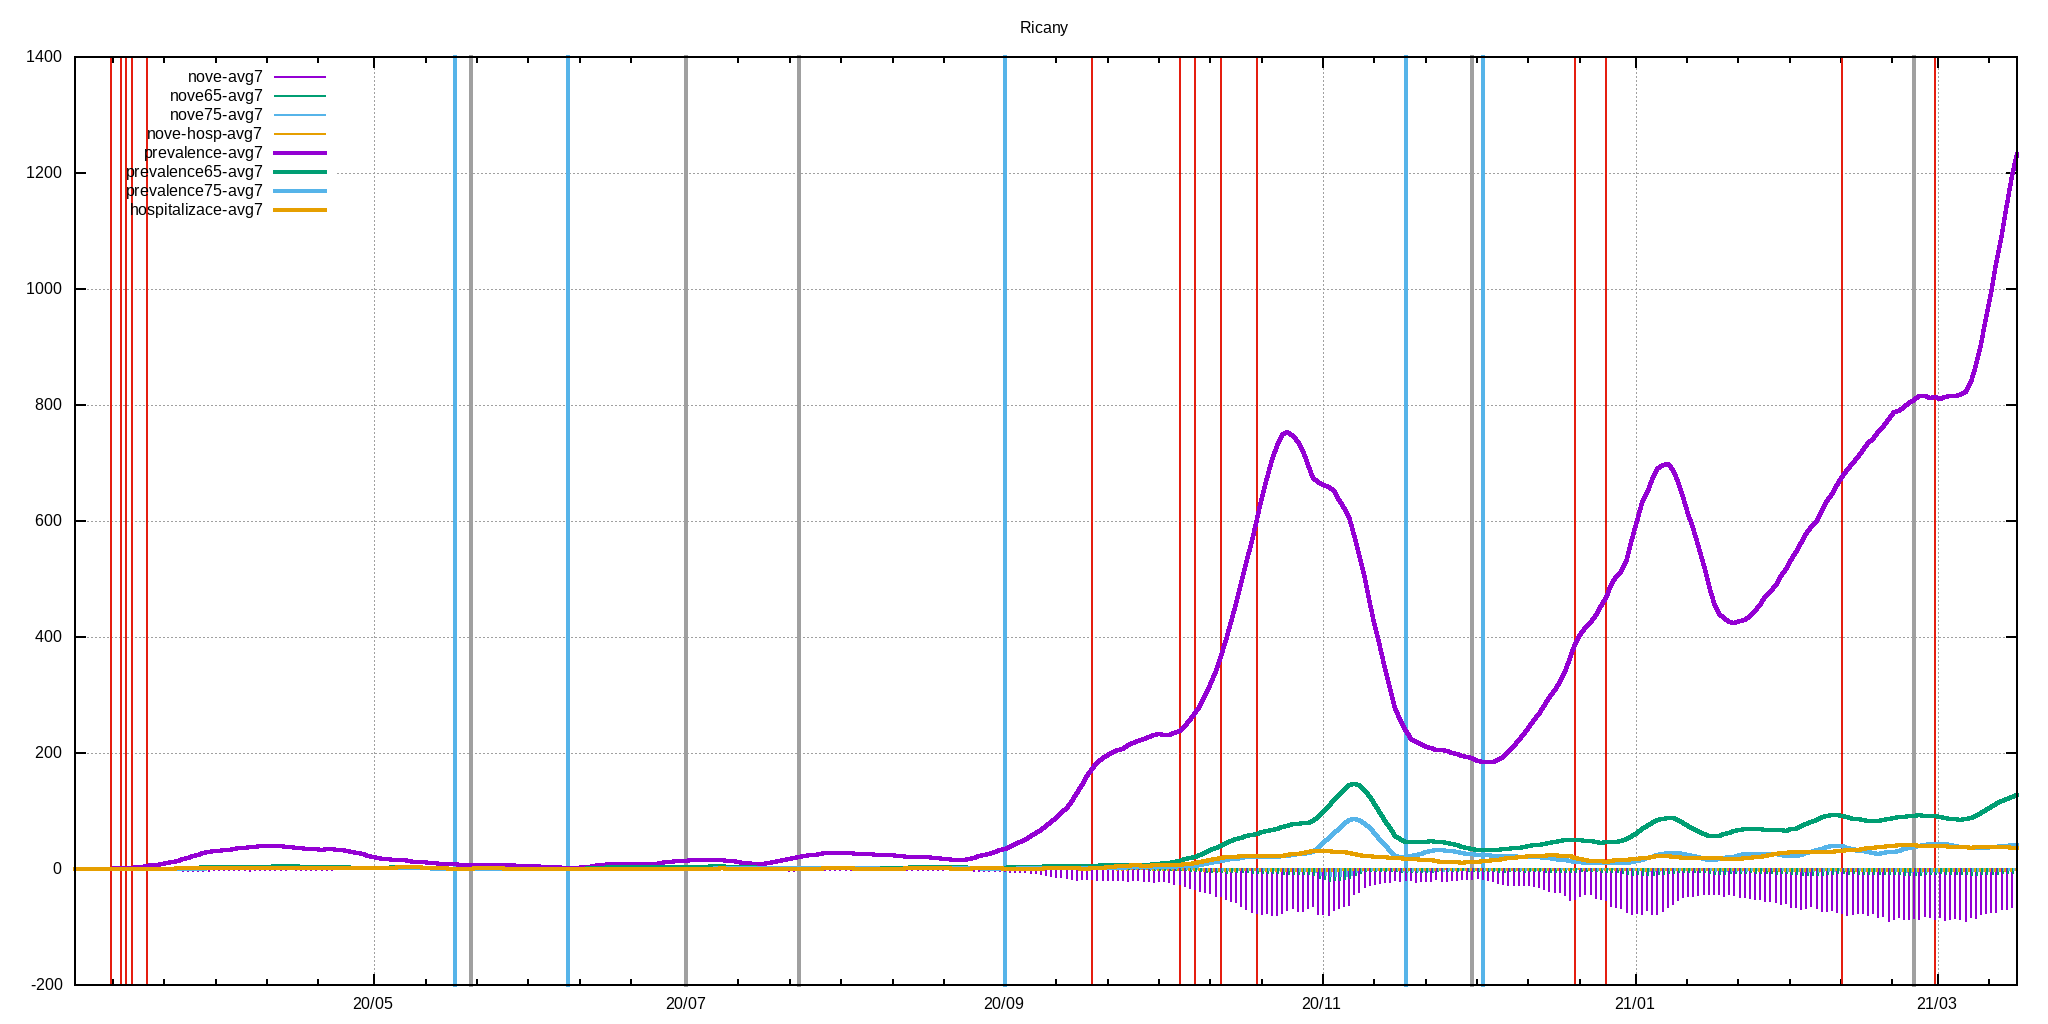 Ricany
1400
1200
1000
800
600
400
200
0
-200
nove-avg7
nove65-avg7
nove75-avg7
nove-hosp-avg7
prevalence-avg7
prevalence65-avg7
prevalence75-avg7
hospitalizace-avg7
20/05 20/07 20/09 20/11 21/01 21/03